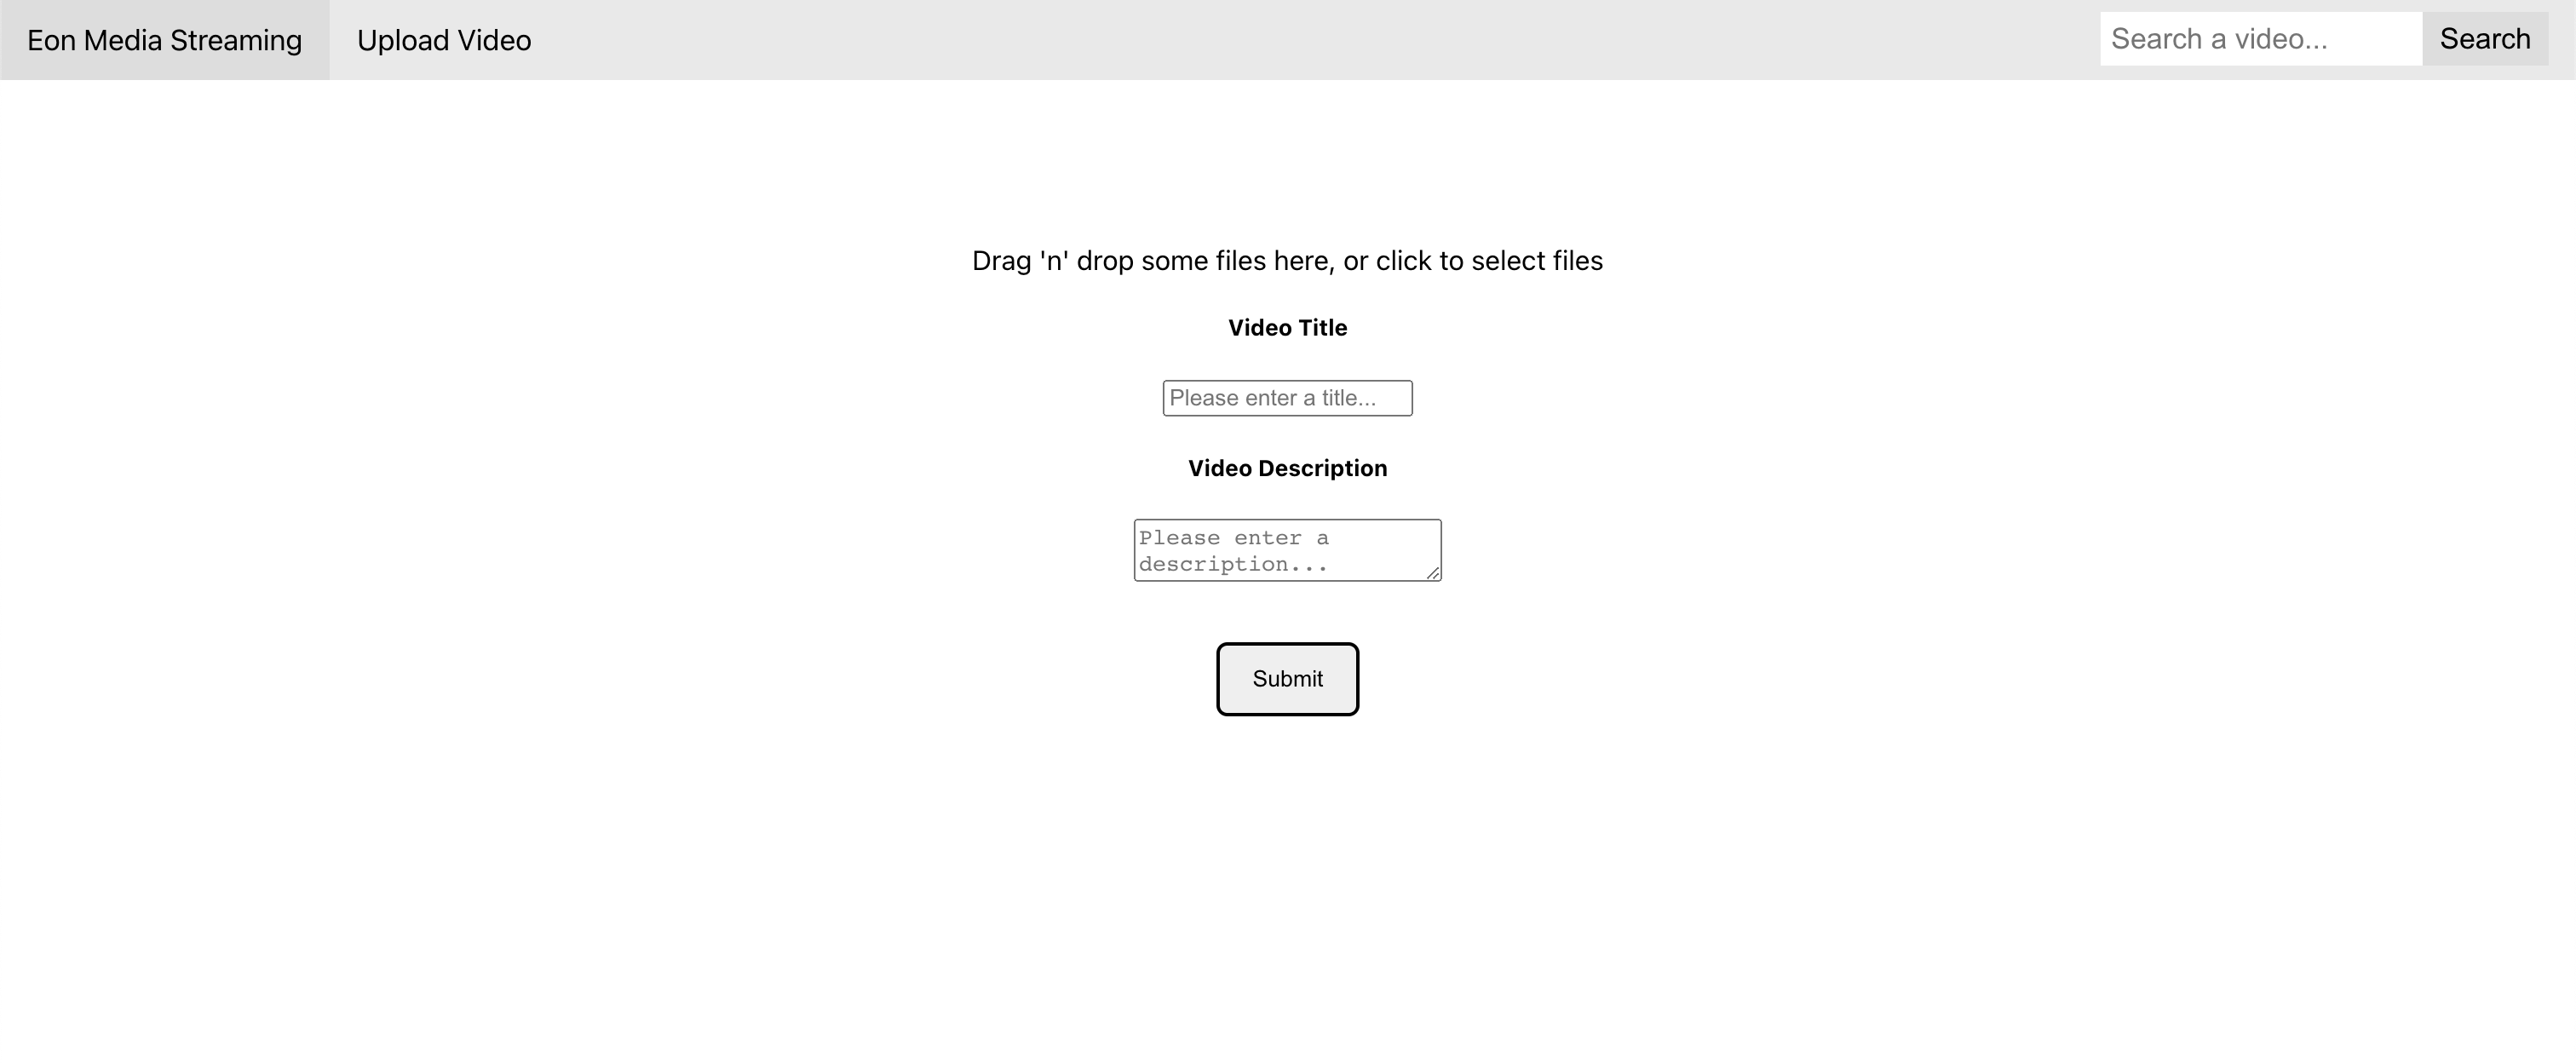 Eon Media Streaming
Upload Video
Search a video...
Search
Drag 'n' drop some files here, or click to select files
Video Title
Please enter a title...
Video Description
Please enter a
description...
Submit